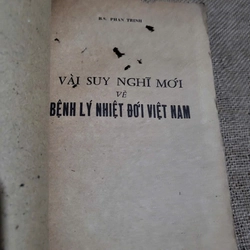 BS. PHAN TRINH
VÀI SUY NGHĨ MỚI
VỀ
BỆNH LÝ NHIỆT ĐỚI VIỆT NAM